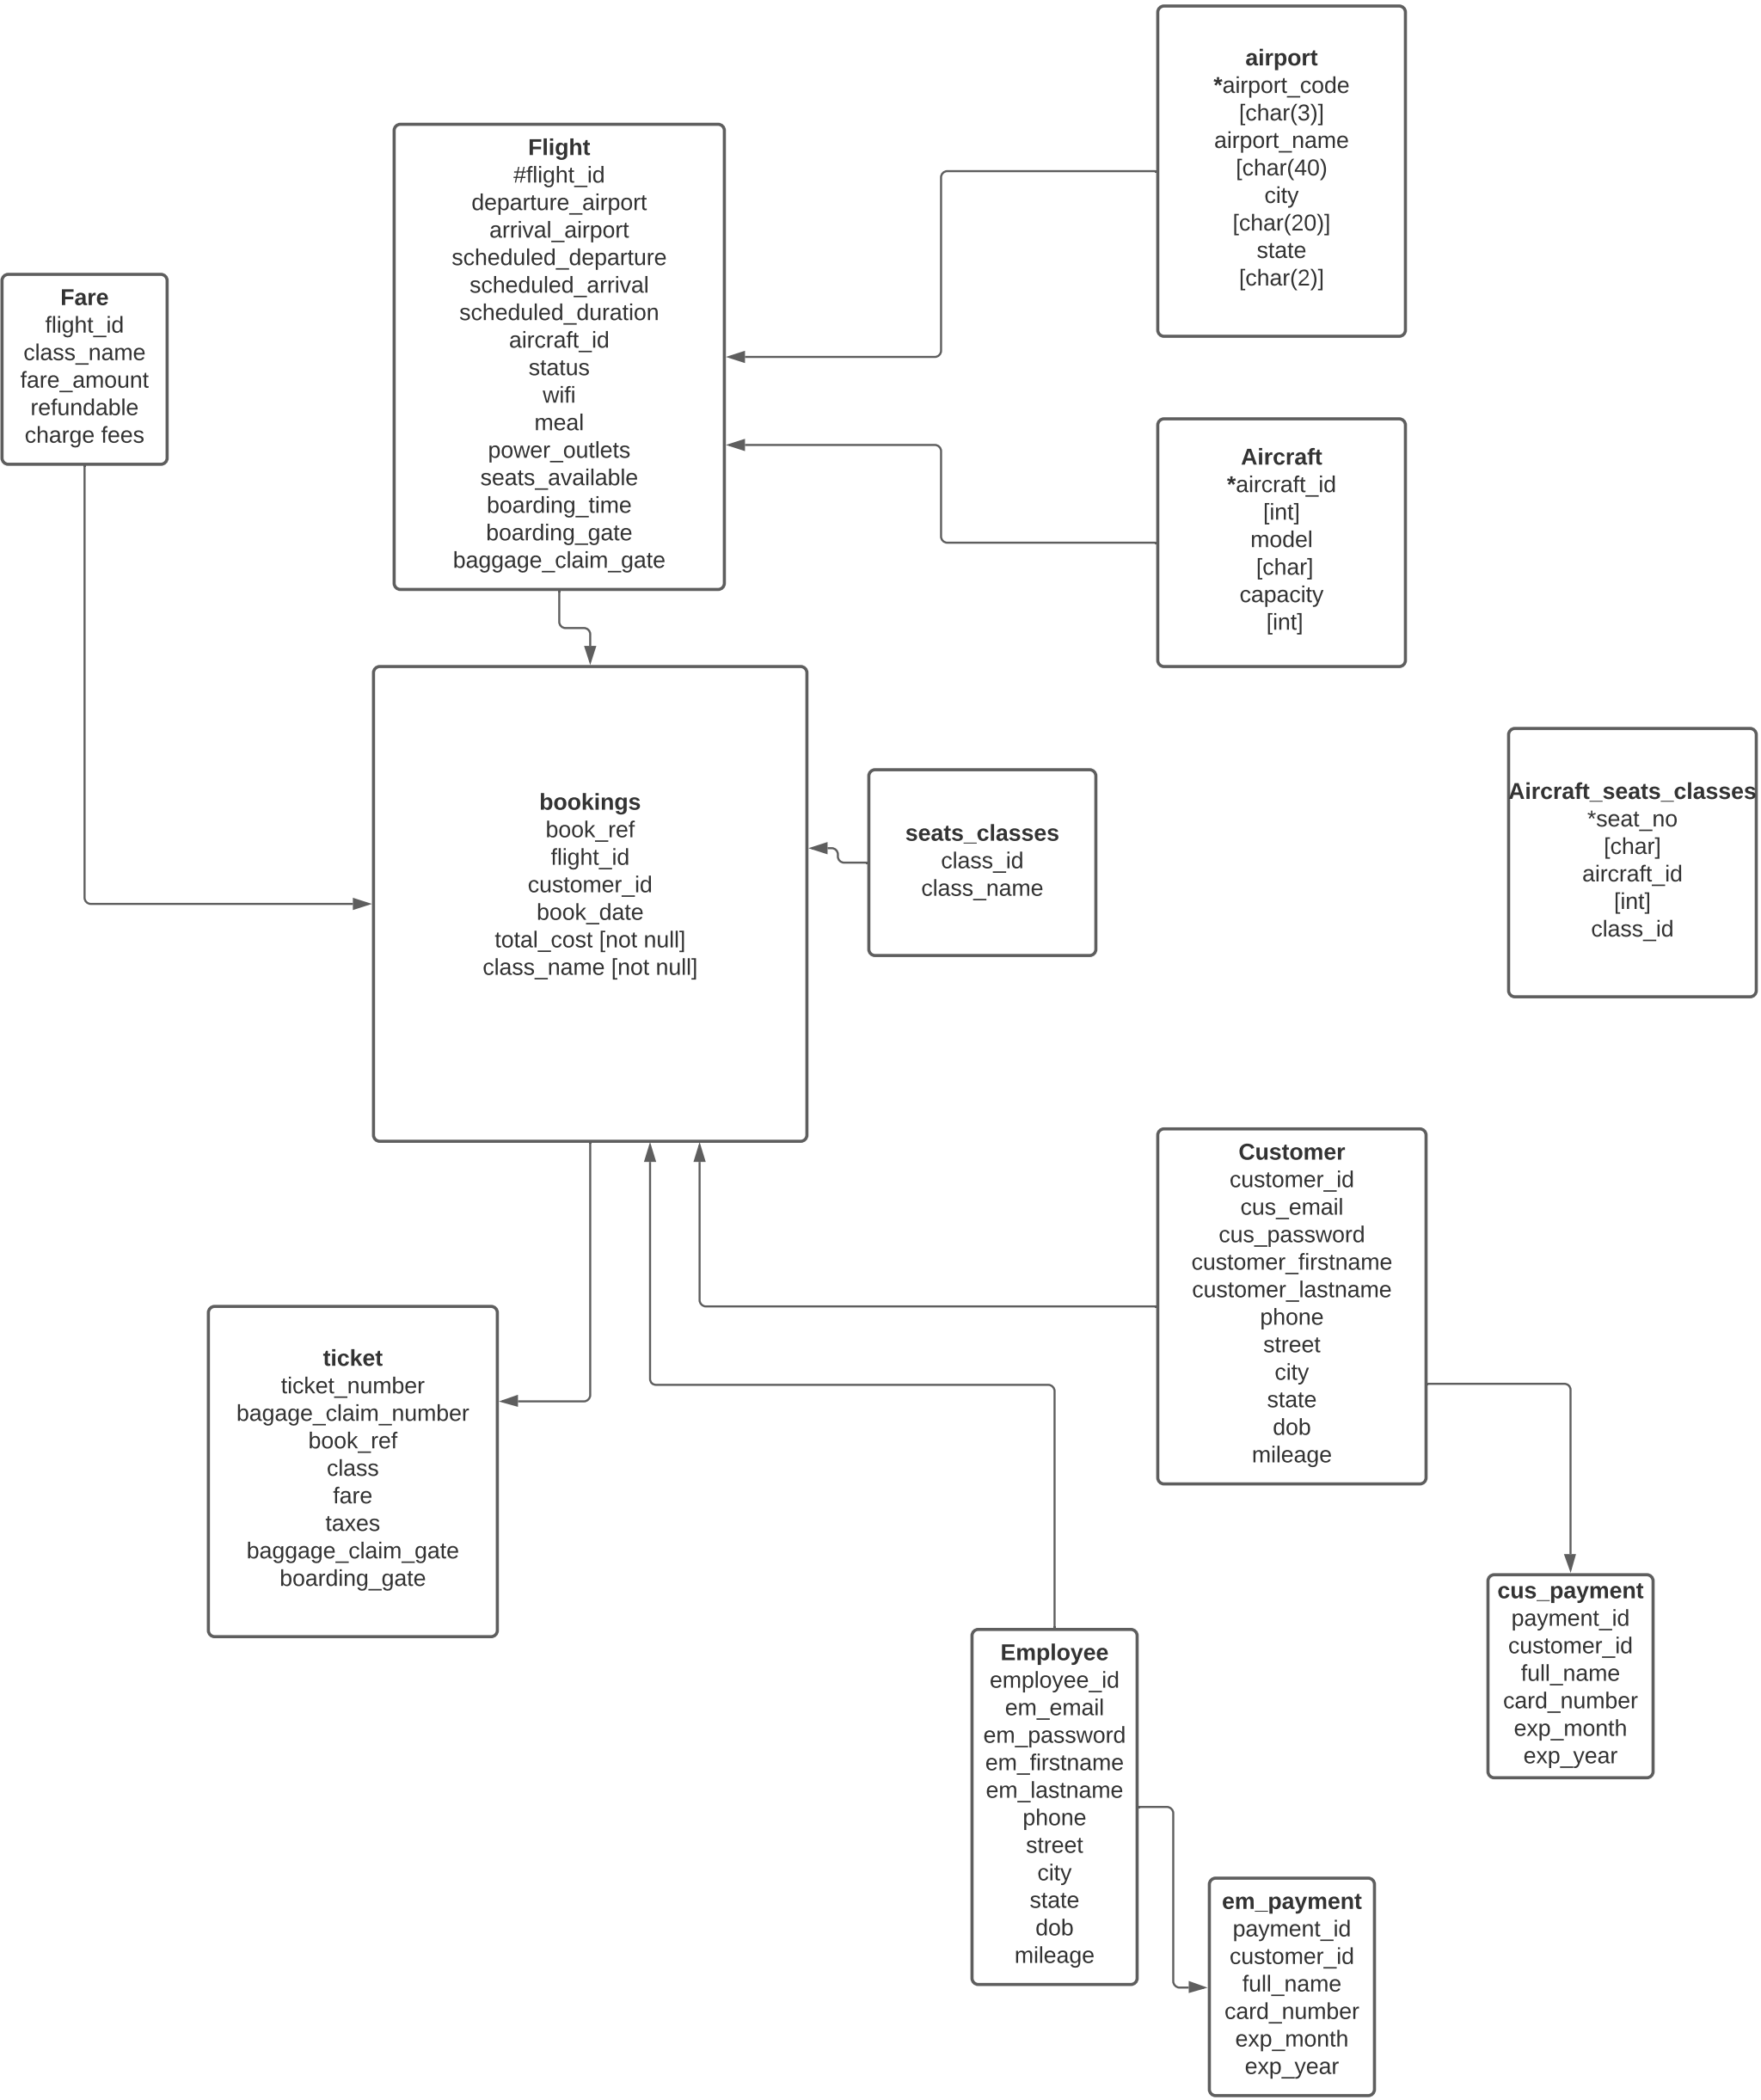 airport
*airport_code
[char(3)]
airport_name
[char(40)
city
[char(20)]
state
[char(2)]
Flight
#flight_id
departure_airport
arrival_airport
scheduled_departure
scheduled_arrival
scheduled_duration
aircraft_id
status
wifi
meal
power_outlets
seats_available
boarding_time
boarding_gate
baggage_claim_gate
Fare
flight_id
class_name
fare_amount
refundable
charge fees
Aircraft
*aircraft_id
[int]
model
[char]
capacity
[int]
bookings
book_ref
flight_id
customer_id
book_date
total_cost [not null]
class_name [not null]
seats_classes
class_id
class_name
Aircraft_seats_classes
*seat_no
[char]
aircraft_id
[int]
class_id
Customer
customer_id
cus_email
cus_password
customer_firstname
customer_lastname
phone
street
city
state
dob
mileage
ticket
ticket_number
bagage_claim_number
book_ref
class
fare
taxes
baggage_claim_gate
boarding_gate
cus_payment
payment_id
customer_id
full_name
card_number
exp_month
exp_year
Employee
employee_id
em_email
em_password
em_firstname
em_lastname
phone
street
city
state
dob
mileage
em_payment
payment_id
customer_id
full_name
card_number
exp_month
exp_year